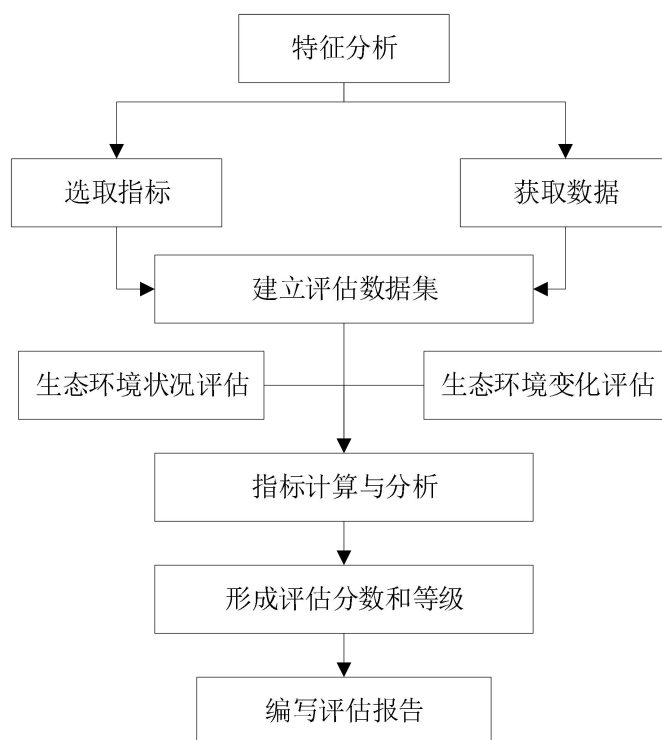 特征分析
选取指标
获取数据
建立评估数据集
生态环境状况评估
生态环境变化评估
指标计算与分析
形成评估分数和等级
编写评估报告